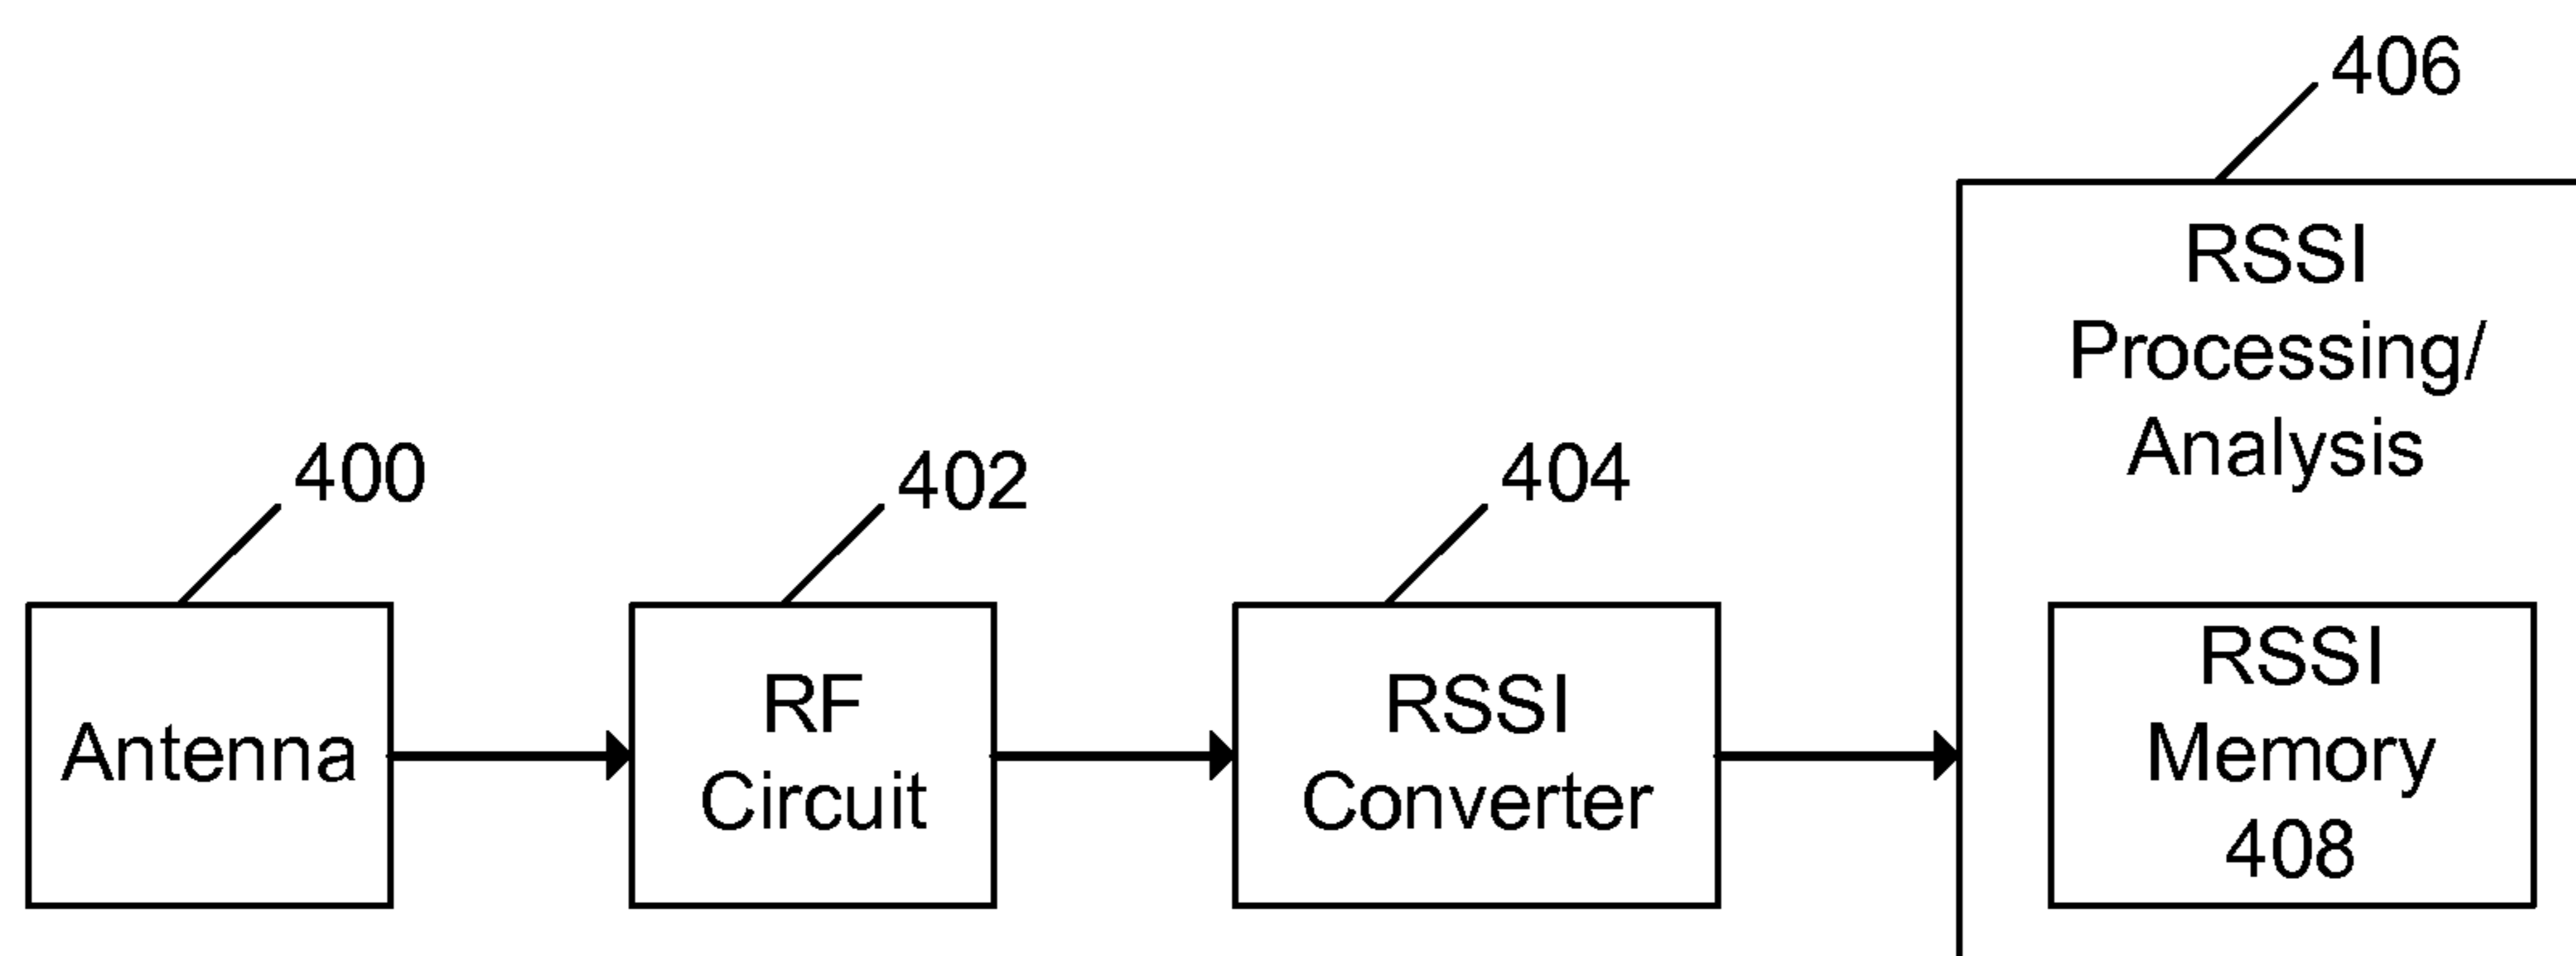 406
RSSI
Processing/
Analysis
400
402
404
Antenna
RF
Circuit
RSSI
Converter
RSSI
Memory
408